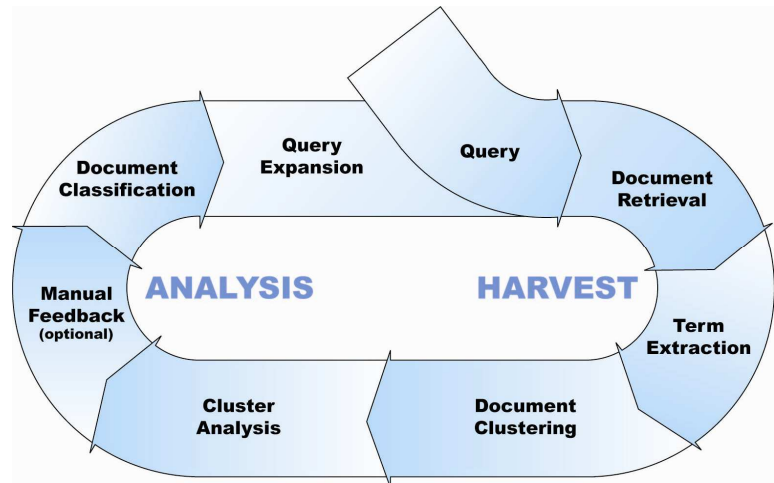 Query
Expansion
Query
Document
Classification
Document
Retrieval
ANALYSIS
HARVEST
Manual
Feedback
(optional)
Term
Extraction
Cluster
Analysis
Document
Clustering